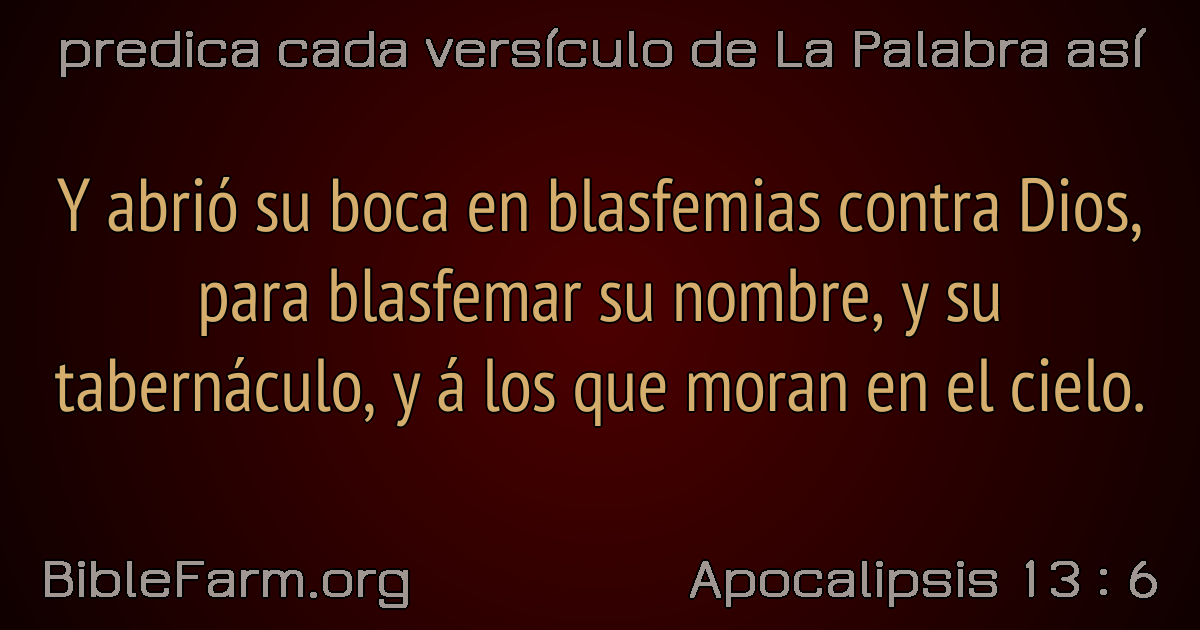 predica cada versículo de La Palabra así
Y abrió su boca en blasfemias contra Dios,
para blasfemar su nombre, y su
tabernáculo, y á los que moran en el cielo.
BibleFarm.org
Apocalipsis 13 : 6